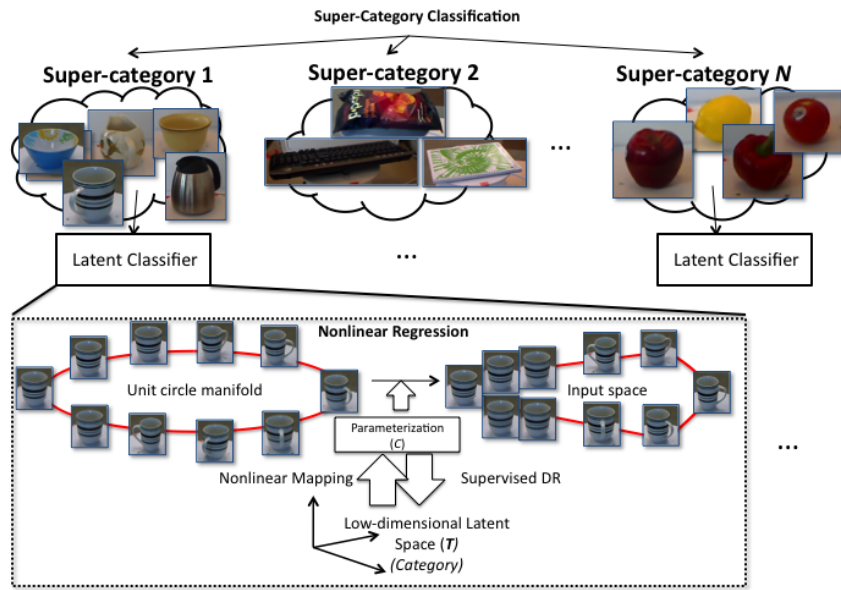 Super-Category Classification
Super-category 1
Super-category 2
Super-category N
...
Latent Classifier
...
Latent Classifier
Nonlinear Regression
Unit circle manifold
Input space
Parameterization
(C)
...
Nonlinear Mapping
Supervised DR
Low-dimensional Latent
Space (T)
(Category)